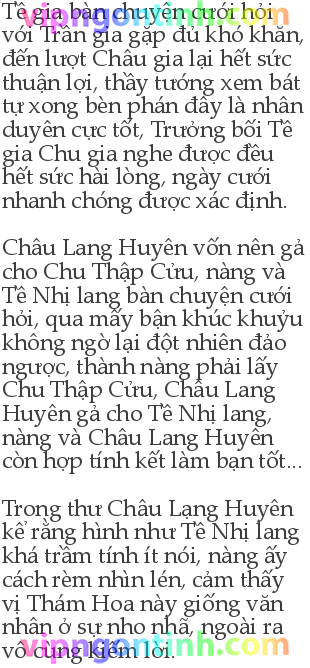 Tề gia bàn chuyện cưới hỏi
với Trần gia gặp đủ khó khăn,
đến lượt Châu gia lại hết sức
thuận lợi, thầy tướng xem bát
tự xong bèn phán đây là nhân
duyên cực tốt, Trưởng bối Tề
gia Chu gia nghe được đều
hết sức hài lòng, ngày cưới
nhanh chóng được xác định.
Châu Lang Huyên vốn nên gả
cho Chu Thập Cửu, nàng và
Tề Nhị lang bàn chuyện cưới
hỏi, qua mấy bận khúc khuỷu
không ngờ lại đột nhiên đảo
ngược, thành nàng phải lấy
Chu Thập Cửu, Châu Lang
Huyên gả cho Tề Nhị lang,
nàng và Châu Lang Huyên
còn hợp tính kết làm bạn tốt...
Trong thư Châu Lạng Huyên
kể rằng hình như Tề Nhị lang
khá trầm tính ít nói, nàng ấy
cách rèm nhìn lén, cảm thấy
vị Thám Hoa này giống văn
nhân ở sự nho nhã, ngoài ra
vô cùng kiệm lời.
vipngontinh.com
vipngontinh.com